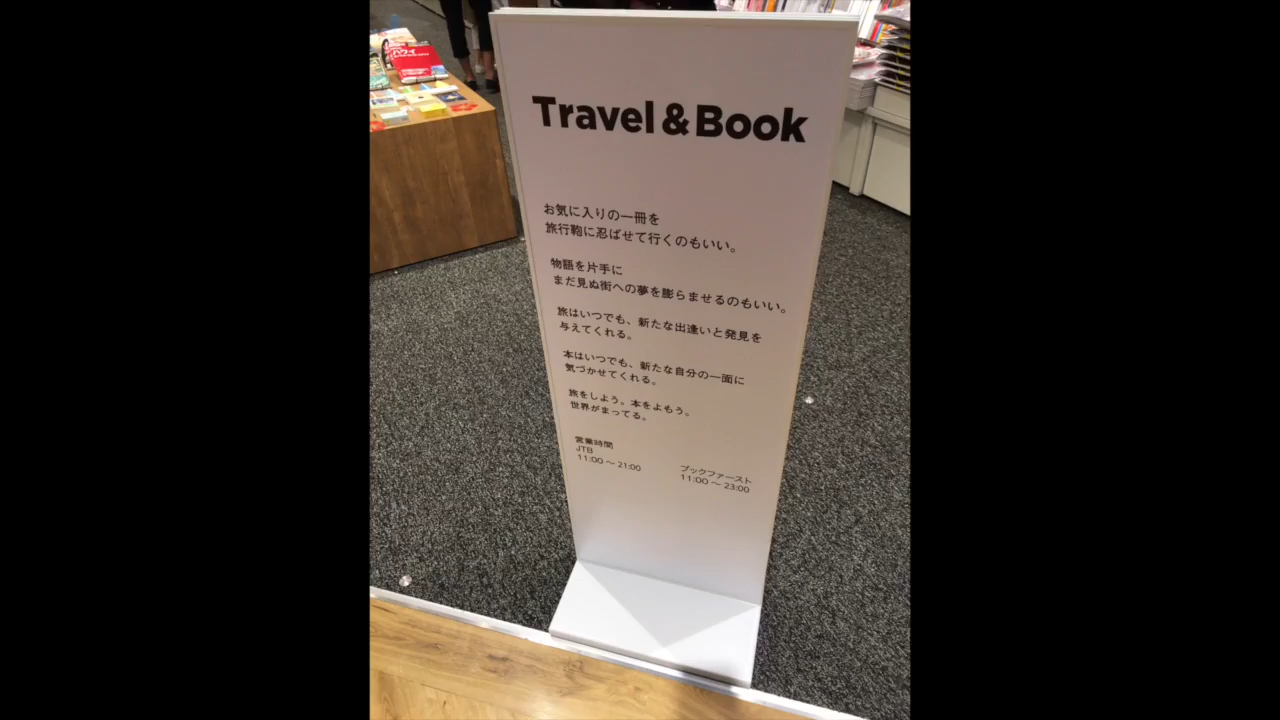 Travel & Book
お気に入りの一冊を
旅行鞄に忍ばせて行くのもいい。
物語を片手に
まだ見ぬ街への夢を膨らませるのもいい。
旅はいつでも、新たな出逢いと発見を
与えてくれる。
本はいつでも、新たな自分の一面に
気づかせてくれる。
旅をしよう。本をよもう。
世界がまってる。
営業時間
JTB
11:00 〜 21:00
ブックファースト
11:00 〜 23:00
ハワイ